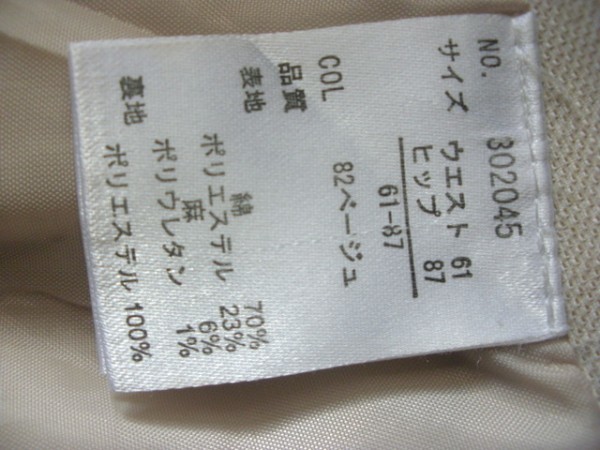 NO. 302045
サイズ ウエスト 61
ヒップ 87
61-87
COL 82ベージュ
品質
表地 綿 70%
ポリエステル 23%
麻 6%
ポリウレタン 1%
裏地 ポリエステル 100%